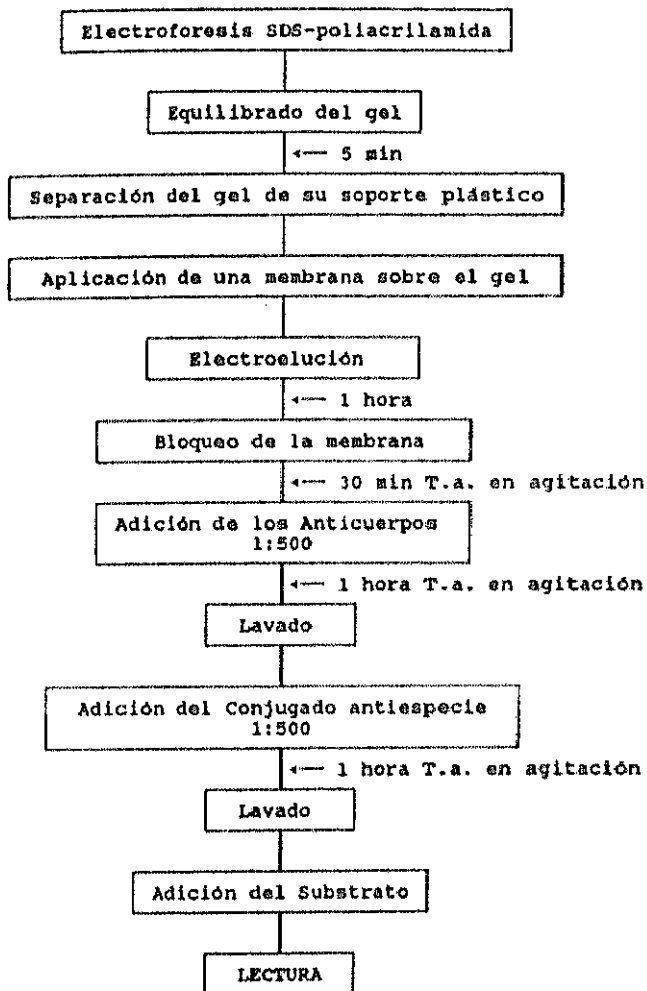 Electroforesis SDS-poliacrilamida
Equilibrado del gel
5 min
Separación del gel de su soporte plástico
Aplicación de una membrana sobre el gel
Electroelución
1 hora
Bloqueo de la membrana
30 min T.a. en agitación
Adición de los Anticuerpos
1:500
1 hora T.a. en agitación
Lavado
Adición del Conjugado antiespecie
1:500
1 hora T.a. en agitación
Lavado
Adición del Substrato
LECTURA